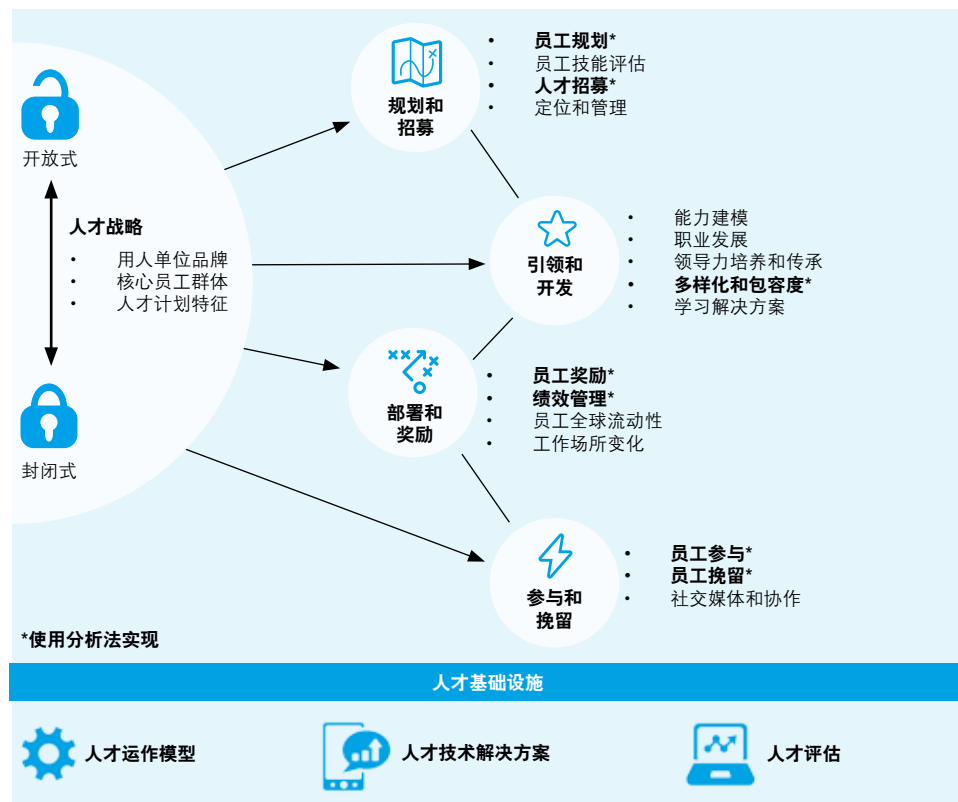 开放式
人才战略
• 用人单位品牌
• 核心员工群体
• 人才计划特征
封闭式
规划和
招募
• 员工规划*
• 员工技能评估
• 人才招募*
• 定位和管理
引领和
开发
• 能力建模
• 职业发展
• 领导力培养和传承
• 多样化和包容度*
• 学习解决方案
部署和
奖励
• 员工奖励*
• 绩效管理*
• 员工全球流动性
• 工作场所变化
参与和
挽留
• 员工参与*
• 员工挽留*
• 社交媒体和协作
*使用分析法实现
人才基础设施
人才运作模型
人才技术解决方案
人才评估